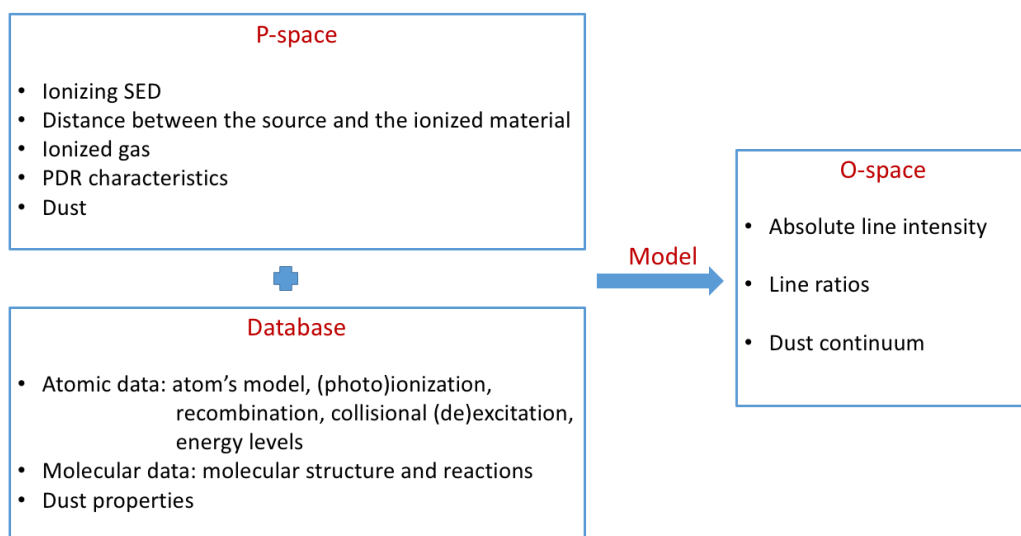 P-space
• Ionizing SED
• Distance between the source and the ionized material
• Ionized gas
• PDR characteristics
• Dust
Database
• Atomic data: atom's model, (photo)ionization,
recombination, collisional (de)excitation,
energy levels
• Molecular data: molecular structure and reactions
• Dust properties
Model
O-space
• Absolute line intensity
• Line ratios
• Dust continuum